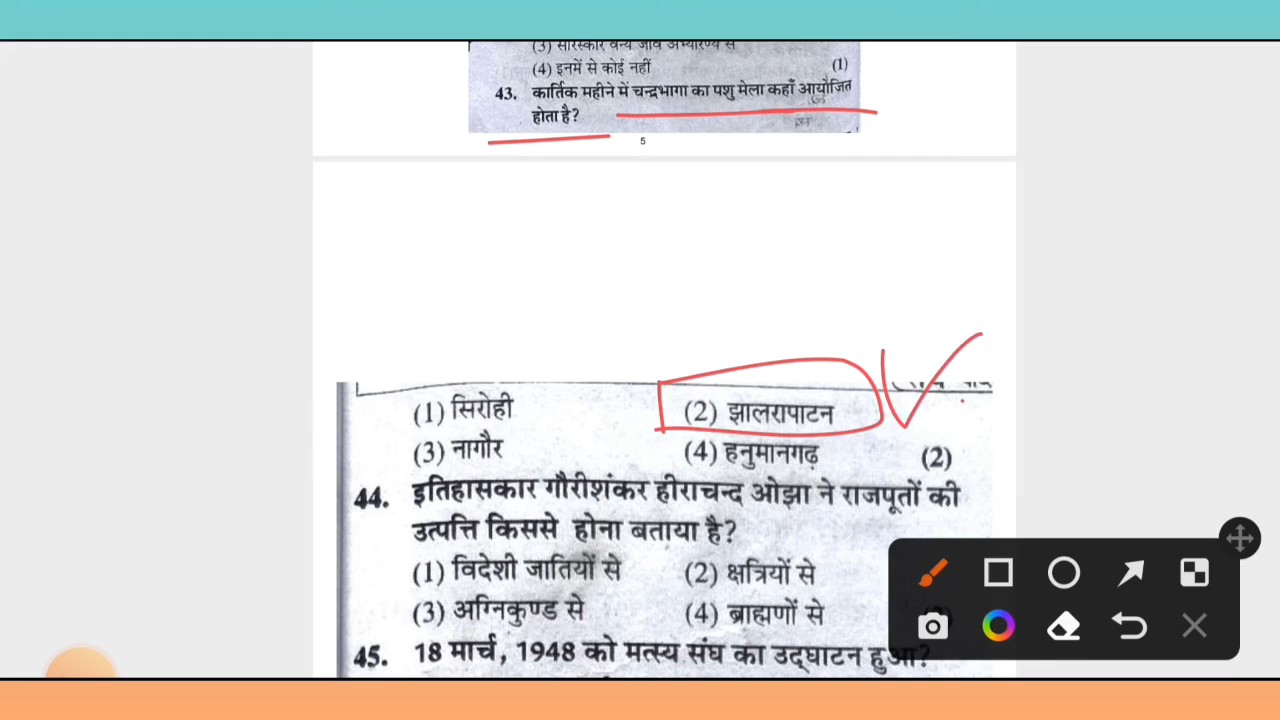 (3) सारस्कार वन्य जीव अभ्यारण्य से
(4) इनमें से कोई नहीं (1)
43. कार्तिक महीने में चन्द्रभागा का पशु मेला कहाँ आयोजित
होता है?
5
(1) सिरोही (2) झालरापाटन
(3) नागौर (4) हनुमानगढ़ (2)
44. इतिहासकार गौरीशंकर हीराचन्द ओझा ने राजपूतों की
उत्पत्ति किससे होना बताया है?
(1) विदेशी जातियों से (2) क्षत्रियों से
(3) अग्निकुण्ड से (4) ब्राह्मणों से
45. 18 मार्च, 1948 को मत्स्य संघ का उद्घाटन हुआ?